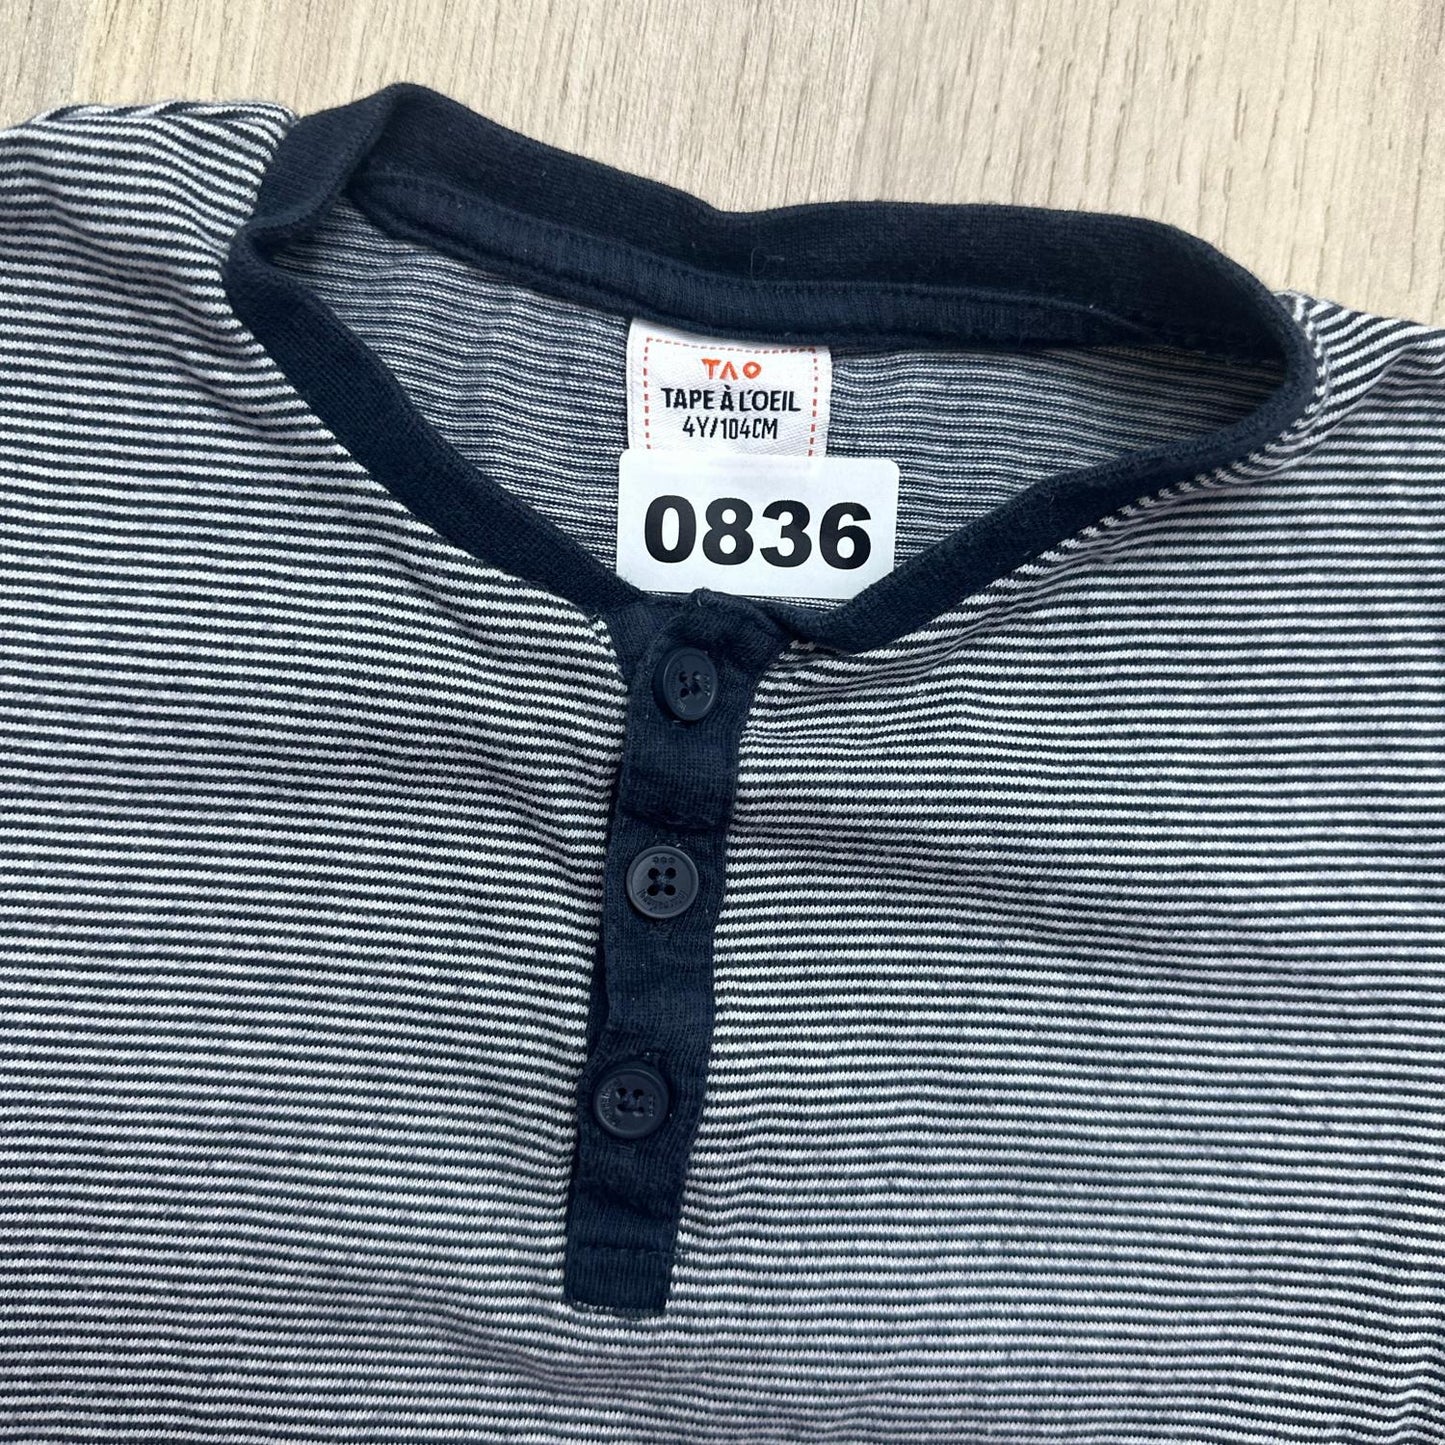 TAO
TAPE À L'OEIL
4Y/104CM
0836